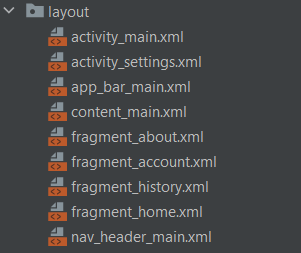 layout
activity_main.xml
activity_settings.xml
app_bar_main.xml
content_main.xml
fragment_about.xml
fragment_account.xml
fragment_history.xml
fragment_home.xml
nav_header_main.xml